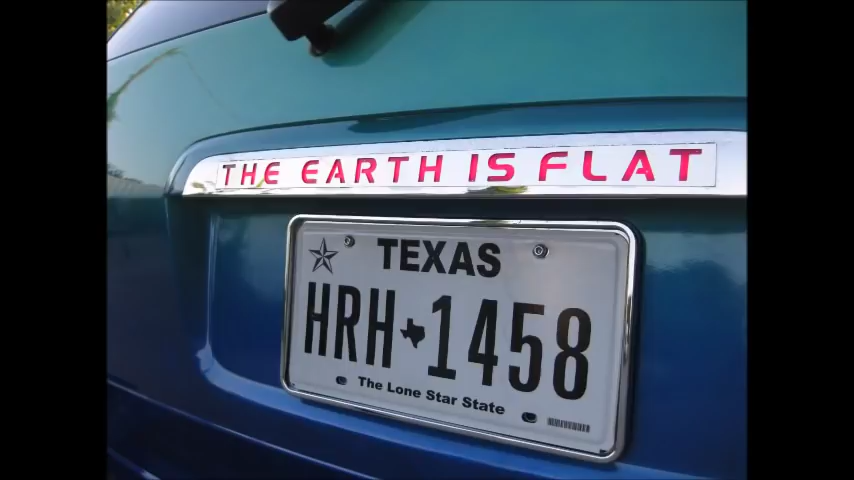 THE EARTH IS FLAT
TEXAS
HRH 1458
The Lone Star State